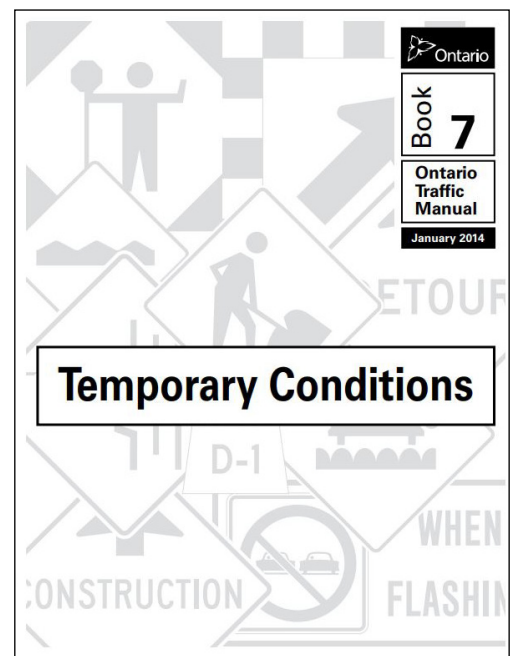 Ontario
Book 7
Ontario
Traffic
Manual
January 2014
ETOUR
Temporary Conditions
D-1
WHEN
FLASHIN
CONSTRUCTION